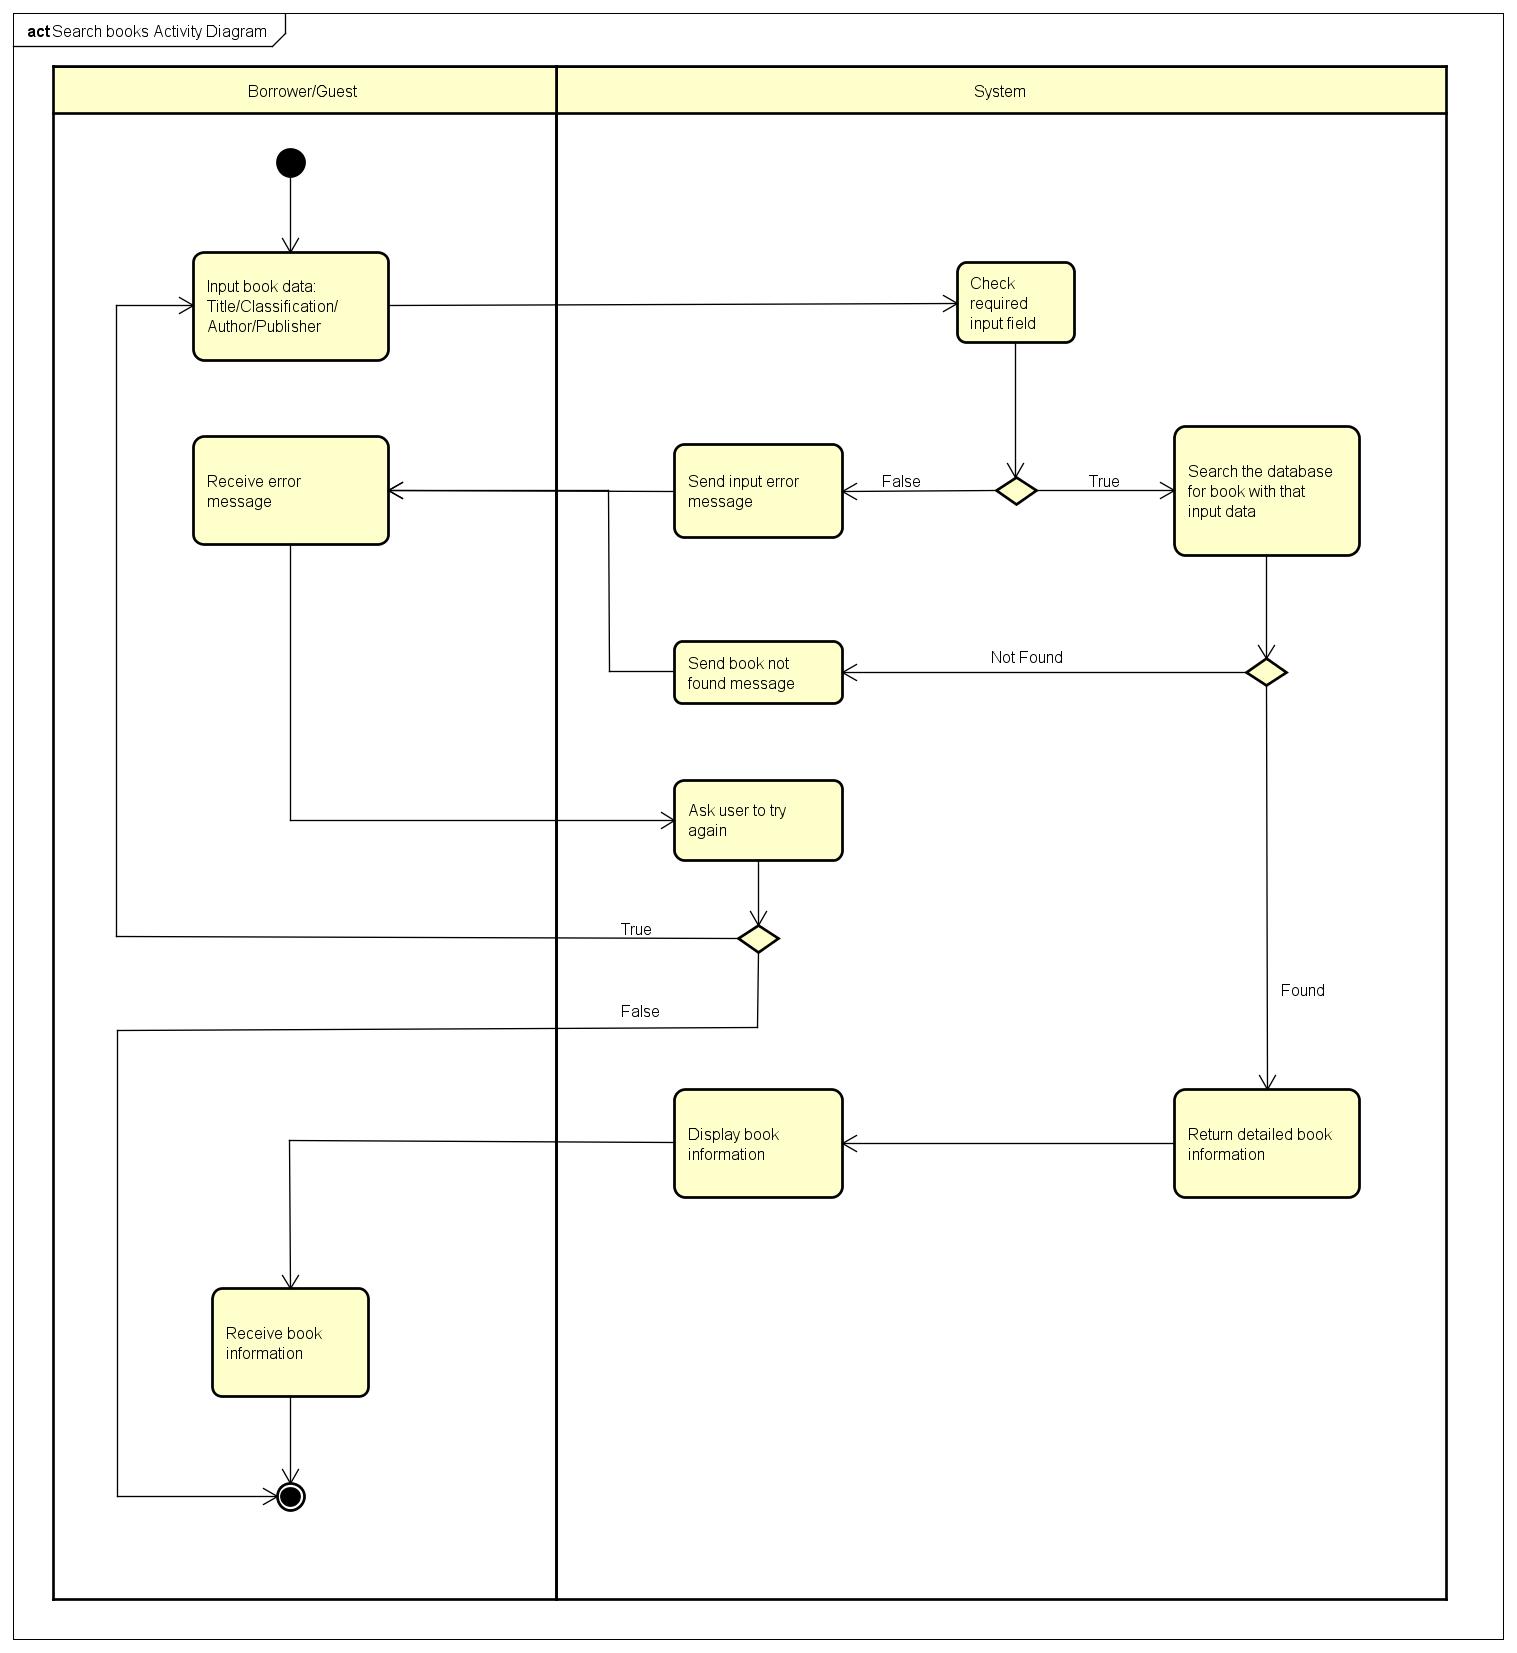 act Search books Activity Diagram
Borrower/Guest
System
Input book data:
Title/Classification/
Author/Publisher
Check
required
input field
Receive error
message
Send input error
message
False
True
Search the database
for book with that
input data
Send book not
found message
Not Found
Ask user to try
again
True
False
Found
Display book
information
Return detailed book
information
Receive book
information